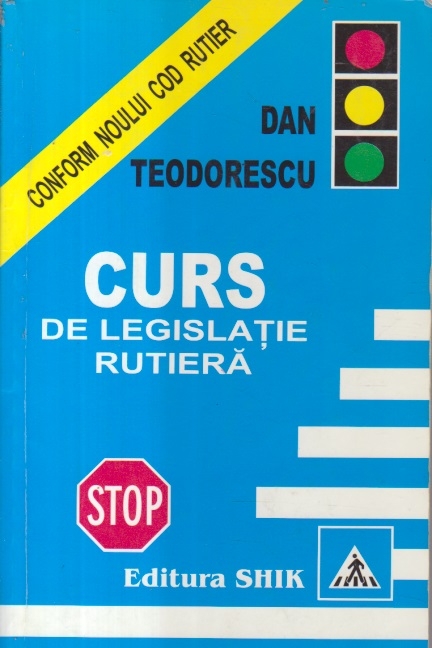 CONFORM NOULUI COD RUTIER
DAN
TEODORESCU
CURS
DE LEGISLAȚIE
RUTIERĂ
STOP
Editura SHIK